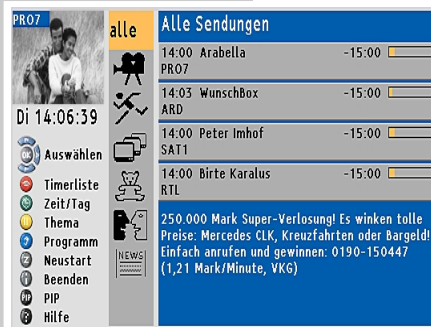 PRO7
Di 14:06:39
OK
Auswählen
Timerliste
Zeit/Tag
Thema
Programm
Neustart
Beenden
PIP PIP
Hilfe
alle
NEWS
Alle Sendungen
14:00 Arabella -15:00
PRO7
14:03 WunschBox -15:00
ARD
14:00 Peter Imhof -15:00
SAT1
14:00 Birte Karalus -15:00
RTL
250.000 Mark Super-Verlosung! Es winken tolle
Preise: Mercedes CLK, Kreuzfahrten oder Bargeld!
Einfach anrufen und gewinnen: 0190-150447
(1,21 Mark/Minute, VKG)